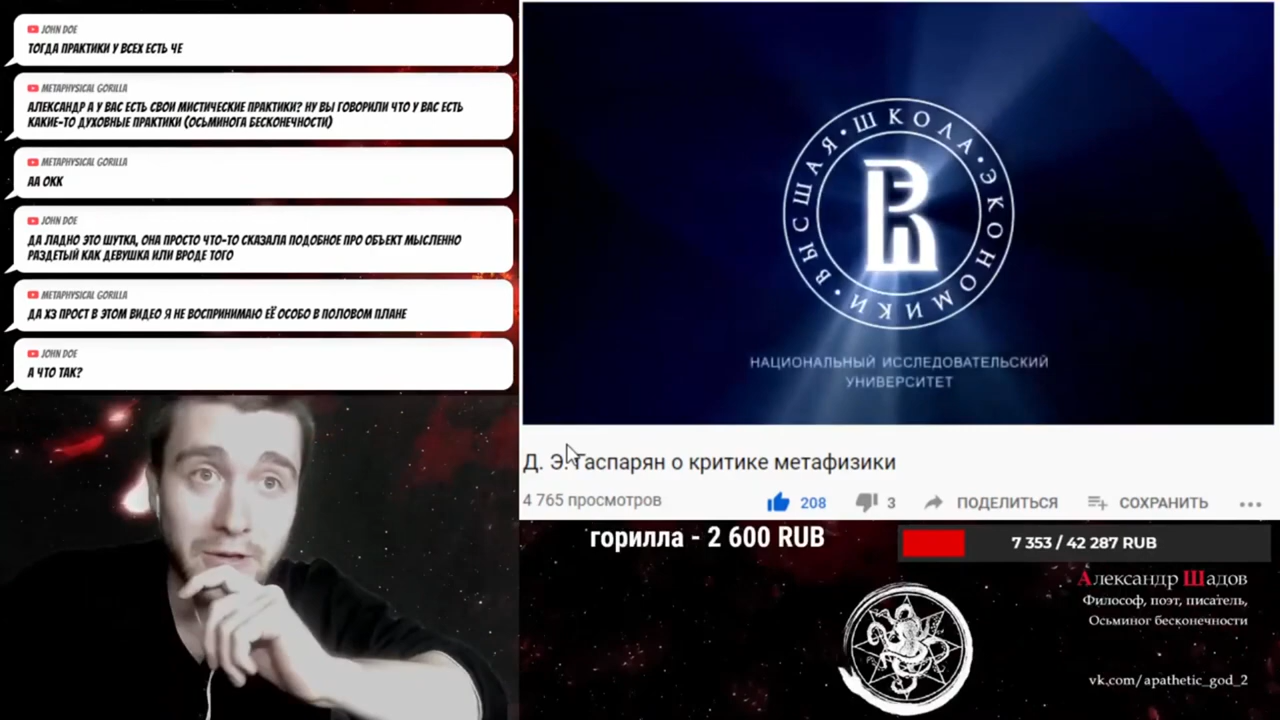 JOHN DOE
ТОГДА ПРАКТИКИ У ВСЕХ ЕСТЬ ЧЕ
METAPHYSICAL GORILLA
АЛЕКСАНДР А У ВАС ЕСТЬ СВОИ МИСТИЧЕСКИЕ ПРАКТИКИ? НУ ВЫ ГОВОРИЛИ ЧТО У ВАС ЕСТЬ
КАКИЕ-ТО ДУХОВНЫЕ ПРАКТИКИ (ОСЬМИНОГА БЕСКОНЕЧНОСТИ)
METAPHYSICAL GORILLA
АА ОКК
JOHN DOE
ДА ЛАДНО ЭТО ШУТКА, ОНА ПРОСТО ЧТО-ТО СКАЗАЛА ПОДОБНОЕ ПРО ОБЪЕКТ МЫСЛЕННО
РАЗДЕТЫЙ КАК ДЕВУШКА ИЛИ ВРОДЕ ТОГО
METAPHYSICAL GORILLA
ДА ХЗ ПРОСТ В ЭТОМ ВИДЕО Я НЕ ВОСПРИНИМАЮ ЕЁ ОСОБО В ПОЛОВОМ ПЛАНЕ
JOHN DOE
А ЧТО ТАК?
ВЫСШАЯ • ШКОЛА • ЭКОНОМИКИ •
НАЦИОНАЛЬНЫЙ ИССЛЕДОВАТЕЛЬСКИЙ
УНИВЕРСИТЕТ
Д. Э. Гаспарян о критике метафизики
4 765 просмотров
208
3
ПОДЕЛИТЬСЯ
СОХРАНИТЬ
горилла - 2 600 RUB
7 353 / 42 287 RUB
Александр Шадов
Философ, поэт, писатель,
Осьминог бесконечности
vk.com/apathetic_god_2